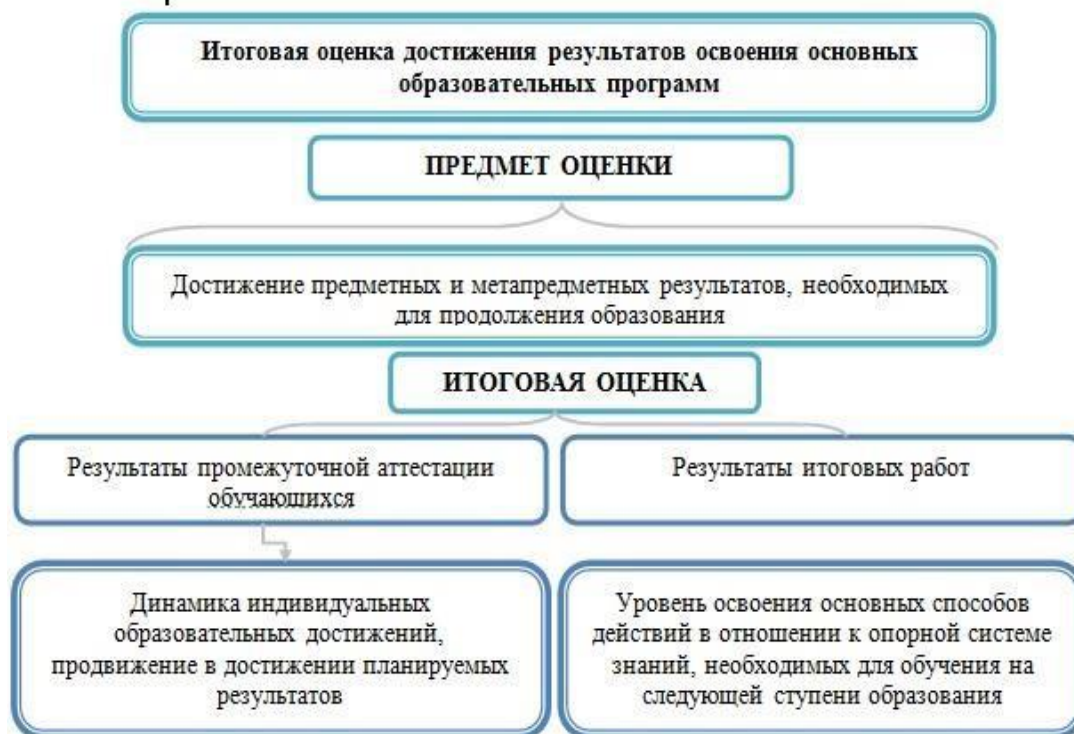 Итоговая оценка достижения результатов освоения основных
образовательных программ
ПРЕДМЕТ ОЦЕНКИ
Достижение предметных и метапредметных результатов, необходимых
для продолжения образования
ИТОГОВАЯ ОЦЕНКА
Результаты промежуточной аттестации
обучающихся
Результаты итоговых работ
Динамика индивидуальных
образовательных достижений,
продвижение в достижении планируемых
результатов
Уровень освоения основных способов
действий в отношении к опорной системе
знаний, необходимых для обучения на
следующей ступени образования